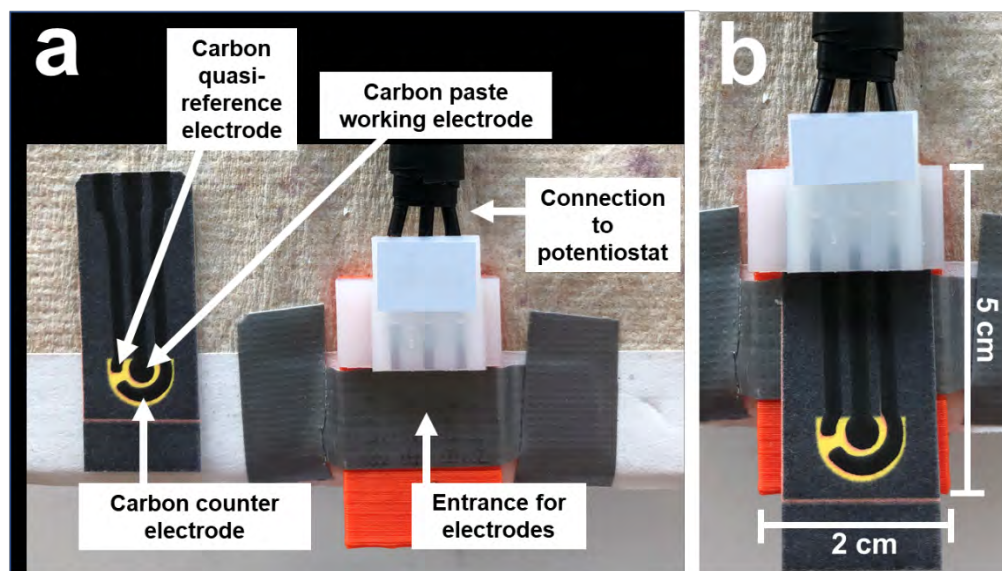 a
Carbon
quasi-
reference
electrode
Carbon paste
working electrode
Connection
to
potentiostat
Carbon counter
electrode
Entrance for
electrodes
b
5 cm
2 cm